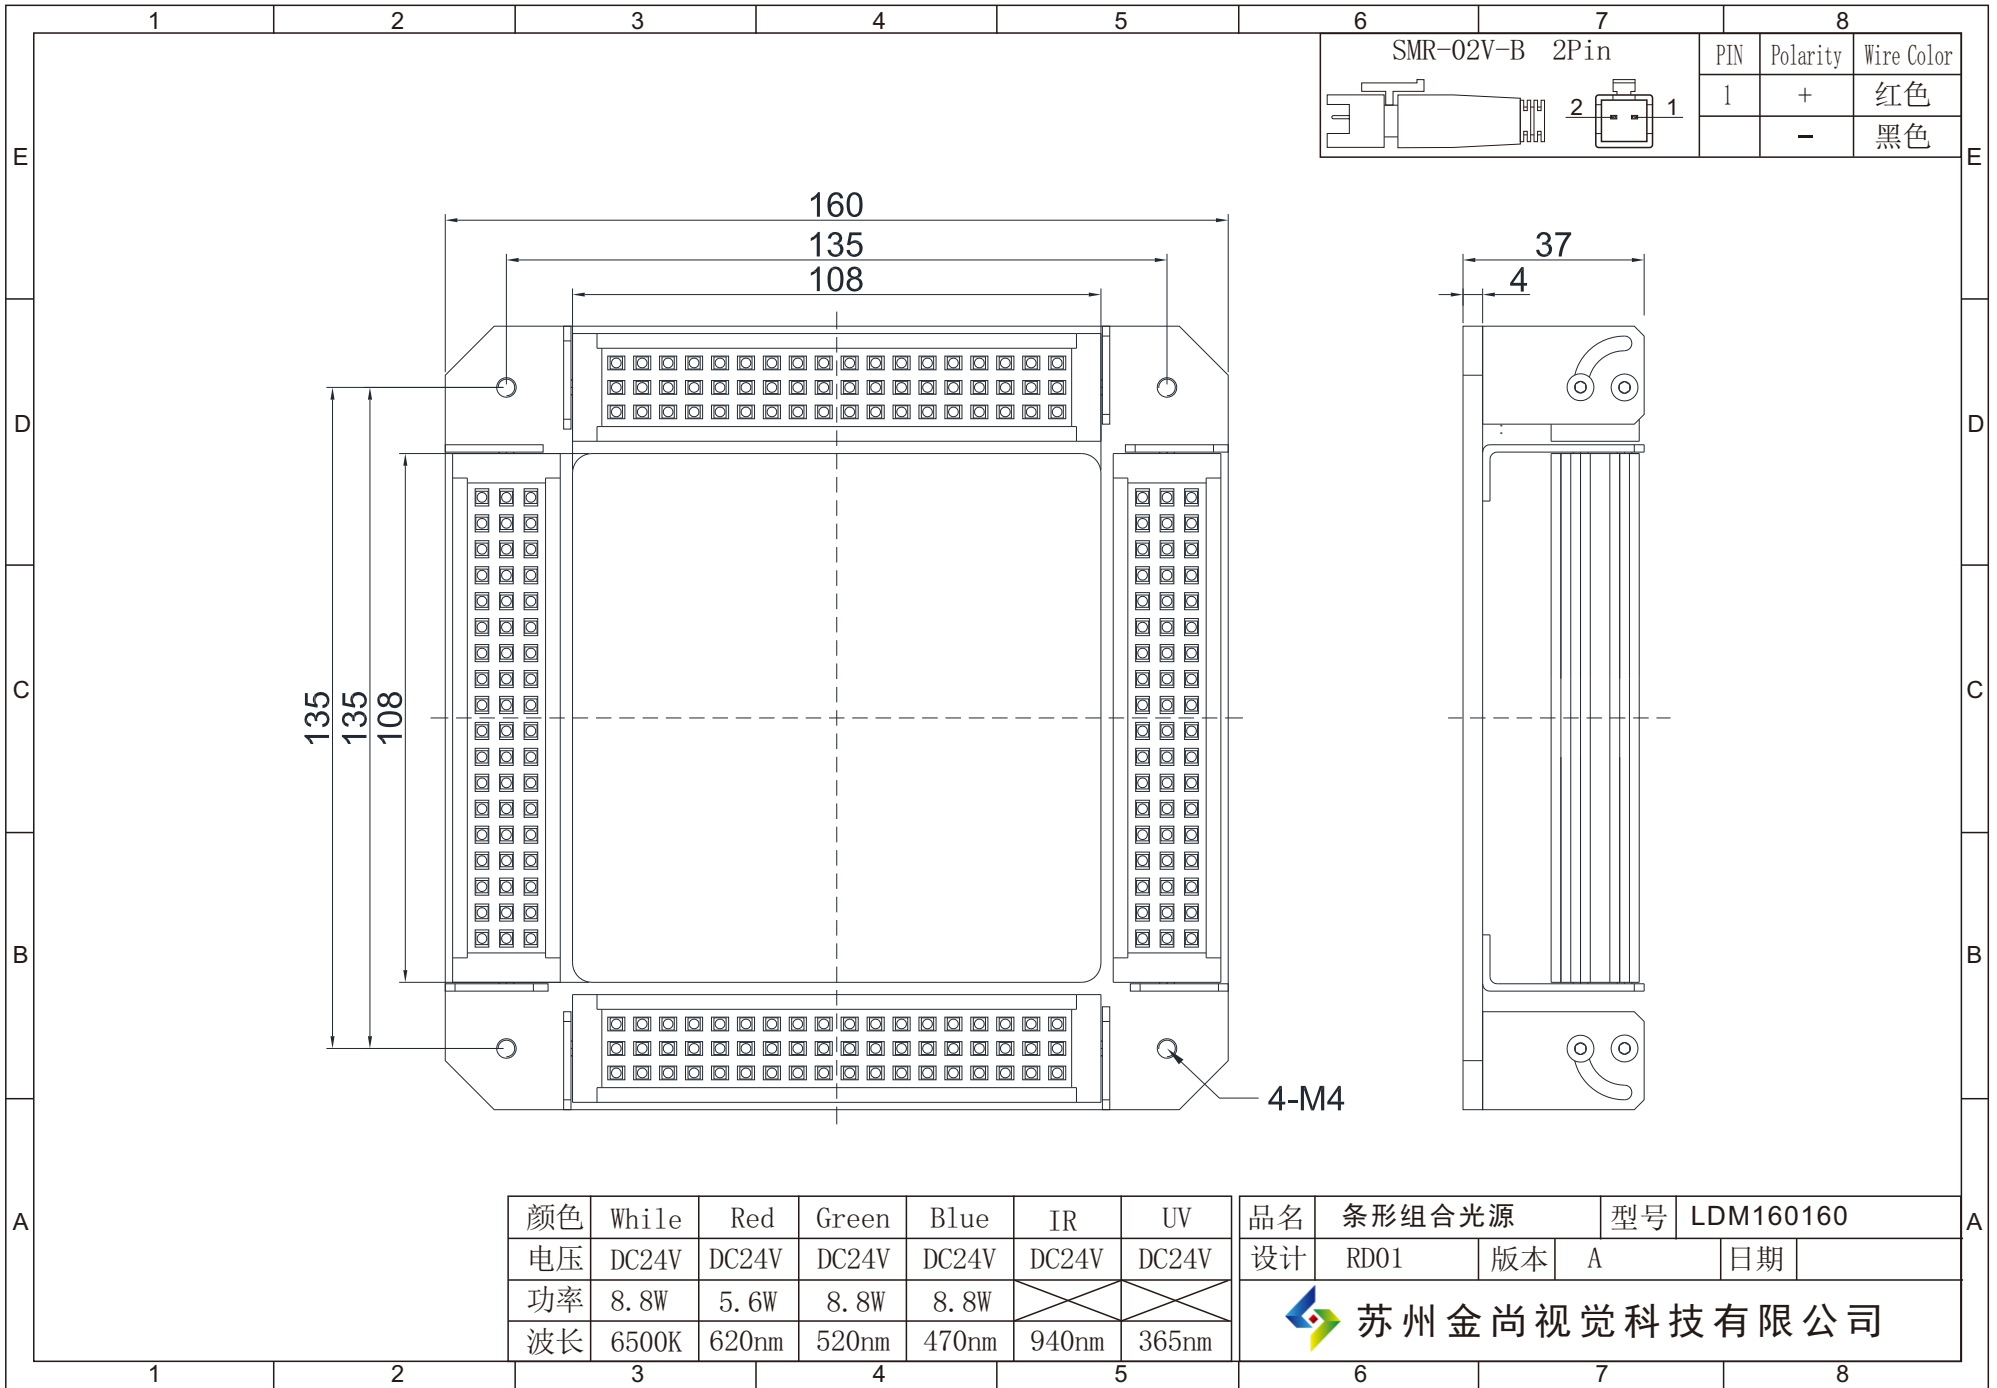 1 2 3 4 5 6 7 8
SMR-02V-B 2Pin
PIN Polarity Wire Color
1 + 红色
− 黑色
2 1
E E
160
135
108
37
4
D D
135
135
108
C C
B B
4-M4
A A
颜色 While Red Green Blue IR UV
电压 DC24V DC24V DC24V DC24V DC24V DC24V
功率 8.8W 5.6W 8.8W 8.8W
波长 6500K 620nm 520nm 470nm 940nm 365nm
品名 条形组合光源 型号 LDM160160
设计 RD01 版本 A 日期
苏州金尚视觉科技有限公司
1 2 3 4 5 6 7 8